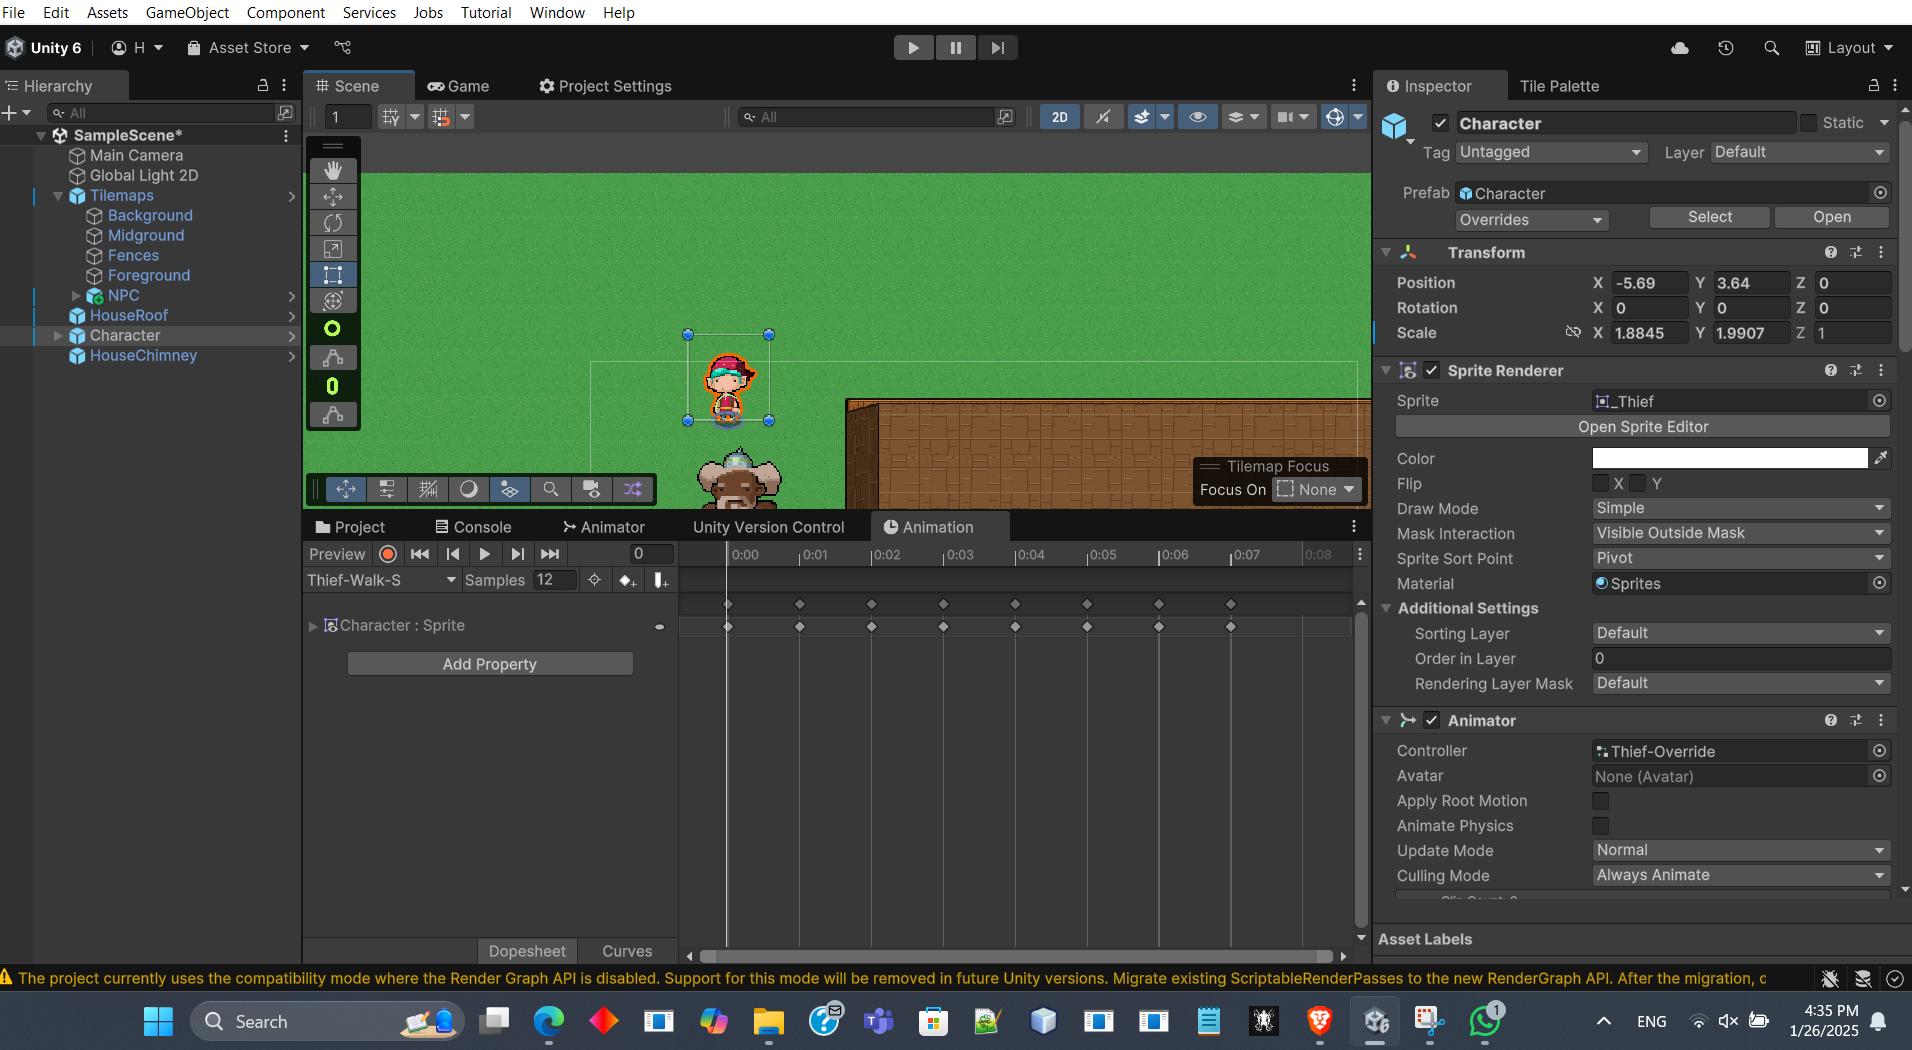 File Edit Assets GameObject Component Services Jobs Tutorial Window Help
Unity 6 H Asset Store Layout
Hierarchy
All
SampleScene*
Main Camera
Global Light 2D
Tilemaps
Background
Midground
Fences
Foreground
NPC
HouseRoof
Character
HouseChimney
Scene Game Project Settings
1 All 2D
Tilemap Focus
Focus On None
Project Console Animator Unity Version Control Animation
Preview 0 0:00 0:01 0:02 0:03 0:04 0:05 0:06 0:07 0:08
Thief-Walk-S Samples 12
Character : Sprite
Add Property
Dopesheet Curves
Inspector Tile Palette
Character Static
Tag Untagged Layer Default
Prefab Character
Overrides Select Open
Transform
Position X -5.69 Y 3.64 Z 0
Rotation X 0 Y 0 Z 0
Scale X 1.8845 Y 1.9907 Z 1
Sprite Renderer
Sprite _Thief
Open Sprite Editor
Color
Flip X Y
Draw Mode Simple
Mask Interaction Visible Outside Mask
Sprite Sort Point Pivot
Material Sprites
Additional Settings
Sorting Layer Default
Order in Layer 0
Rendering Layer Mask Default
Animator
Controller Thief-Override
Avatar None (Avatar)
Apply Root Motion
Animate Physics
Update Mode Normal
Culling Mode Always Animate
Asset Labels
The project currently uses the compatibility mode where the Render Graph API is disabled. Support for this mode will be removed in future Unity versions. Migrate existing ScriptableRenderPasses to the new RenderGraph API. After the migration,
Search
1
ENG
4:35 PM
1/26/2025